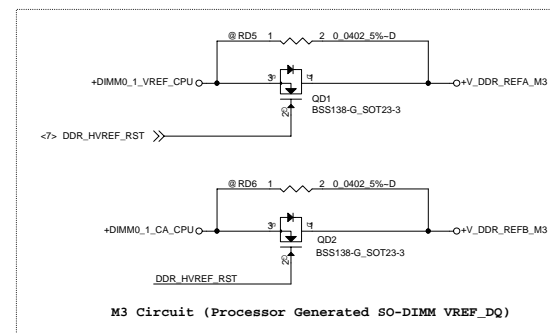 @ RD5 1 2 0_0402_5%~D
+DIMM0_1_VREF_CPU 3 1 +V_DDR_REFA_M3
QD1
BSS138-G_SOT23-3
2
<7> DDR_HVREF_RST
@ RD6 1 2 0_0402_5%~D
+DIMM0_1_CA_CPU 3 1 +V_DDR_REFB_M3
QD2
BSS138-G_SOT23-3
2
DDR_HVREF_RST
M3 Circuit (Processor Generated SO-DIMM VREF_DQ)